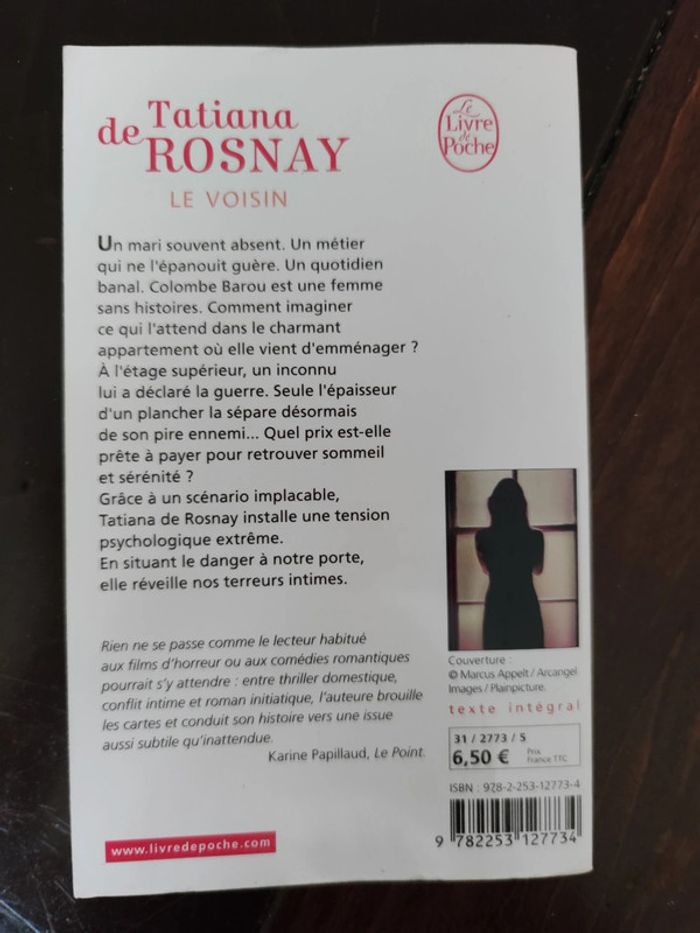 Tatiana
de ROSNAY
LE VOISIN
Le
Livre
de
Poche
Un mari souvent absent. Un métier
qui ne l'épanouit guère. Un quotidien
banal. Colombe Barou est une femme
sans histoires. Comment imaginer
ce qui l'attend dans le charmant
appartement où elle vient d'emménager ?
À l'étage supérieur, un inconnu
lui a déclaré la guerre. Seule l'épaisseur
d'un plancher la sépare désormais
de son pire ennemi... Quel prix est-elle
prête à payer pour retrouver sommeil
et sérénité ?
Grâce à un scénario implacable,
Tatiana de Rosnay installe une tension
psychologique extrême.
En situant le danger à notre porte,
elle réveille nos terreurs intimes.
Rien ne se passe comme le lecteur habitué
aux films d'horreur ou aux comédies romantiques
pourrait s'y attendre : entre thriller domestique,
conflit intime et roman initiatique, l'auteure brouille
les cartes et conduit son histoire vers une issue
aussi subtile qu'inattendue.
Karine Papillaud, Le Point.
www.livredepoche.com
Couverture :
© Marcus Appelt / Arcangel
Images / Plainpicture.
texte intégral
31 / 2773 / 5
6,50 €
Prix
France TTC
ISBN : 978-2-253-12773-4
9 782253 127734